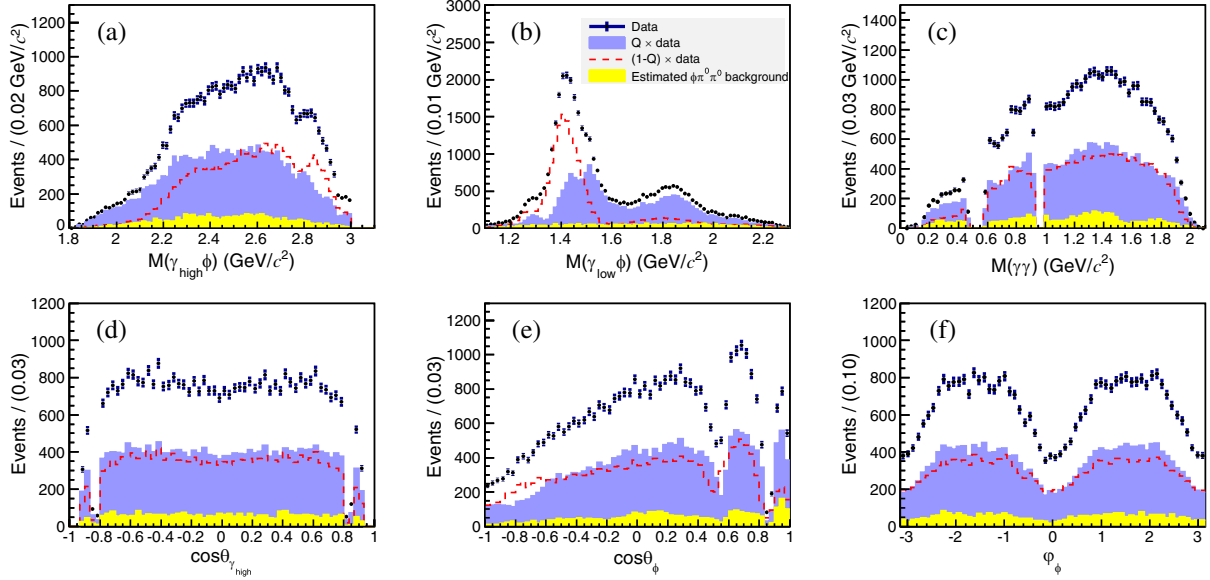 (a)
Events / (0.02 GeV/c²)
1200
1000
800
600
400
200
0
1.8 2 2.2 2.4 2.6 2.8 3
M(γ_high ϕ) (GeV/c²)
(b)
Data
Q × data
(1-Q) × data
Estimated ϕπ⁰π⁰ background
Events / (0.01 GeV/c²)
3000
2500
2000
1500
1000
500
0
1.2 1.4 1.6 1.8 2 2.2
M(γ_low ϕ) (GeV/c²)
(c)
Events / (0.03 GeV/c²)
1400
1200
1000
800
600
400
200
0
0 0.2 0.4 0.6 0.8 1 1.2 1.4 1.6 1.8 2
M(γγ) (GeV/c²)
(d)
Events / (0.03)
1200
1000
800
600
400
200
0
-1 -0.8 -0.6 -0.4 -0.2 0 0.2 0.4 0.6 0.8 1
cosθ_γ_high
(e)
Events / (0.03)
1200
1000
800
600
400
200
0
-1 -0.8 -0.6 -0.4 -0.2 0 0.2 0.4 0.6 0.8 1
cosθ_ϕ
(f)
Events / (0.10)
1200
1000
800
600
400
200
0
-3 -2 -1 0 1 2 3
φ_ϕ